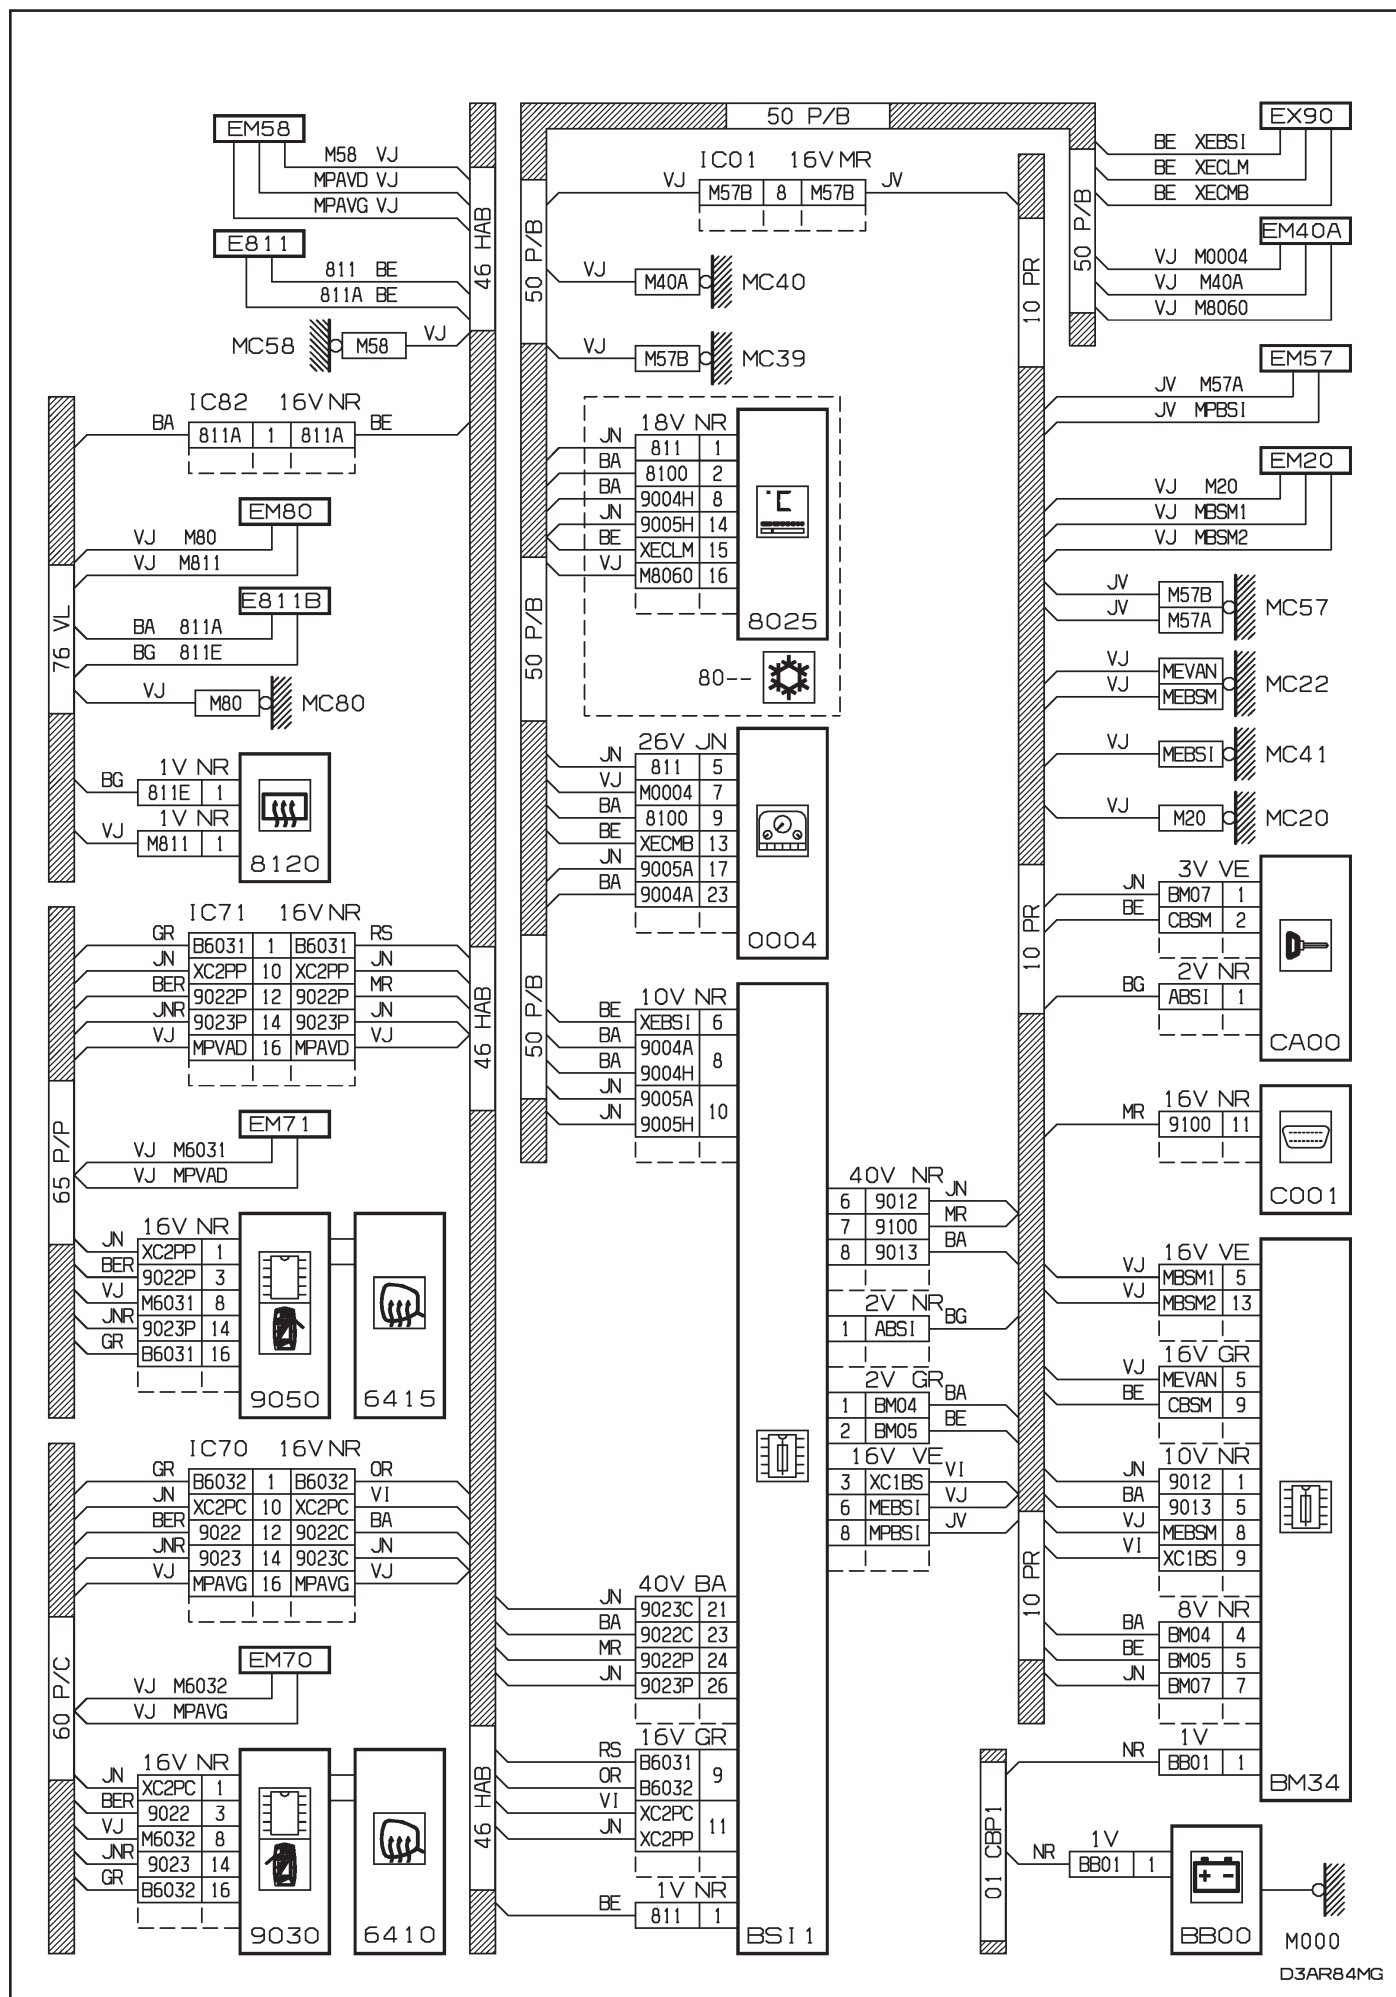 50 P/B
EM58
M58 VJ
MPAVD VJ
MPAVG VJ
E811
811 BE
811A BE
MC58
M58
VJ
46 HAB
IC82 16V NR
BA
811A 1 811A
BE
EM80
VJ M80
VJ M811
E811B
BA 811A
BG 811E
VJ
M80
MC80
76 VL
1V NR
BG
811E 1
1V NR
VJ
M811 1
8120
IC71 16V NR
GR B6031 1 B6031 RS
JN XC2PP 10 XC2PP JN
BER 9022P 12 9022P MR
JNR 9023P 14 9023P JN
VJ MPVAD 16 MPAVD VJ
46 HAB
EM71
VJ M6031
VJ MPVAD
65 P/P
16V NR
JN XC2PP 1
BER 9022P 3
VJ M6031 8
JNR 9023P 14
GR B6031 16
9050
6415
IC70 16V NR
GR B6032 1 B6032 OR
JN XC2PC 10 XC2PC VI
BER 9022 12 9022C BA
JNR 9023 14 9023C JN
VJ MPAVG 16 MPAVG VJ
EM70
VJ M6032
VJ MPAVG
60 P/C
16V NR
JN XC2PC 1
BER 9022 3
VJ M6032 8
JNR 9023 14
GR B6032 16
9030
6410
46 HAB
IC01 16V MR
VJ M57B 8 M57B JV
50 P/B
VJ M40A MC40
VJ M57B MC39
18V NR
JN 811 1
BA 8100 2
BA 9004H 8
JN 9005H 14
BE XECLM 15
VJ M8060 16
°C
8025
80--
50 P/B
26V JN
JN 811 5
VJ M0004 7
BA 8100 9
BE XECMB 13
JN 9005A 17
BA 9004A 23
0004
50 P/B
10V NR
BE XEBSI 6
BA 9004A
8
BA 9004H
JN 9005A
10
JN 9005H
40V NR
6 9012 JN
7 9100 MR
8 9013 BA
2V NR
1 ABSI BG
2V GR
1 BM04 BA
2 BM05 BE
16V VE
3 XC1BS VI
6 MEBSI VJ
8 MPBSI JV
40V BA
JN 9023C 21
BA 9022C 23
MR 9022P 24
JN 9023P 26
16V GR
RS B6031
9
OR B6032
VI XC2PC
11
JN XC2PP
1V NR
BE 811 1
BSI1
EX90
BE XEBSI
BE XECLM
BE XECMB
50 P/B
EM40A
VJ M0004
VJ M40A
VJ M8060
10 PR
EM57
JV M57A
JV MPBSI
EM20
VJ M20
VJ MBSM1
VJ MBSM2
JV M57B
JV M57A
MC57
VJ MEVAN
VJ MEBSM
MC22
VJ MEBSI MC41
VJ M20 MC20
10 PR
3V VE
JN BM07 1
BE CBSM 2
2V NR
BG ABSI 1
CA00
16V NR
MR 9100 11
C001
16V VE
VJ MBSM1 5
VJ MBSM2 13
16V GR
VJ MEVAN 5
BE CBSM 9
10V NR
JN 9012 1
BA 9013 5
VJ MEBSM 8
VI XC1BS 9
10 PR
8V NR
BA BM04 4
BE BM05 5
JN BM07 7
1V
NR BB01 1
BM34
01 CBP1
1V
NR BB01 1
+ -
BB00
M000
D3AR84MG